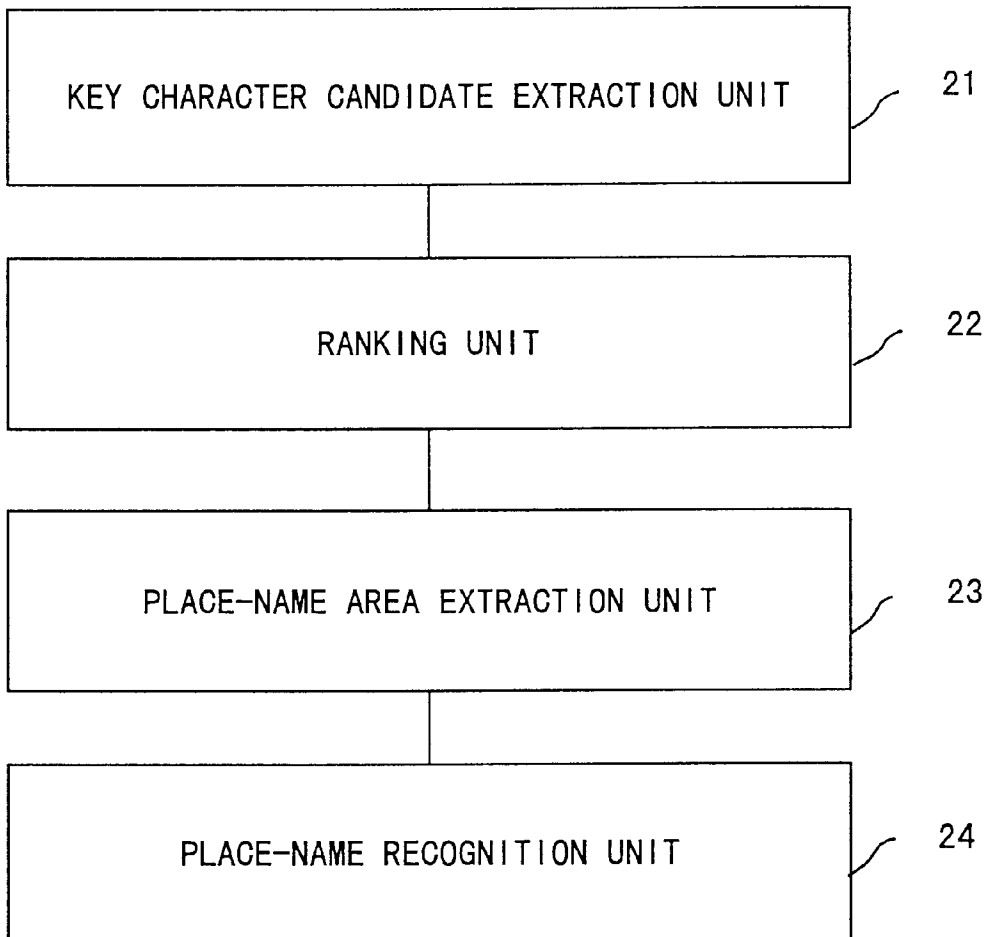 KEY CHARACTER CANDIDATE EXTRACTION UNIT
21
RANKING UNIT
22
PLACE-NAME AREA EXTRACTION UNIT
23
PLACE-NAME RECOGNITION UNIT
24